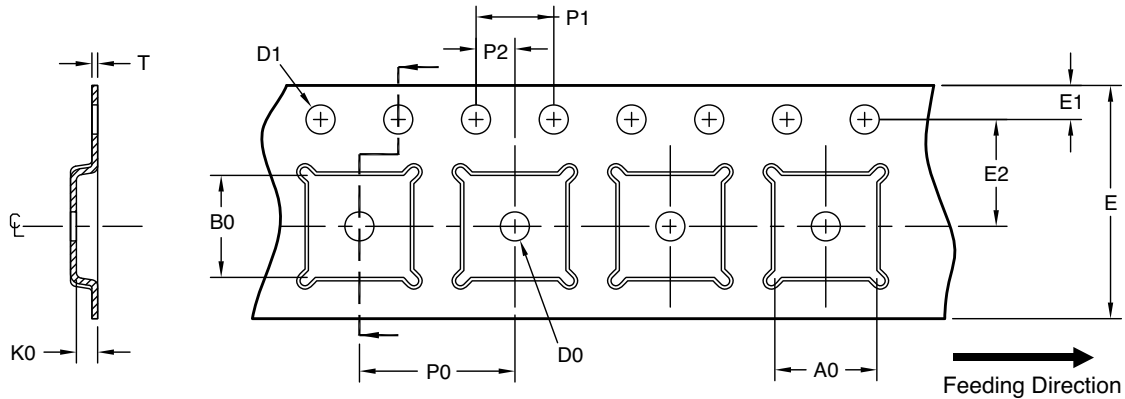 P1
P2
T
D1
E1
E2
E
B0
℄
K0
D0
P0
A0
Feeding Direction